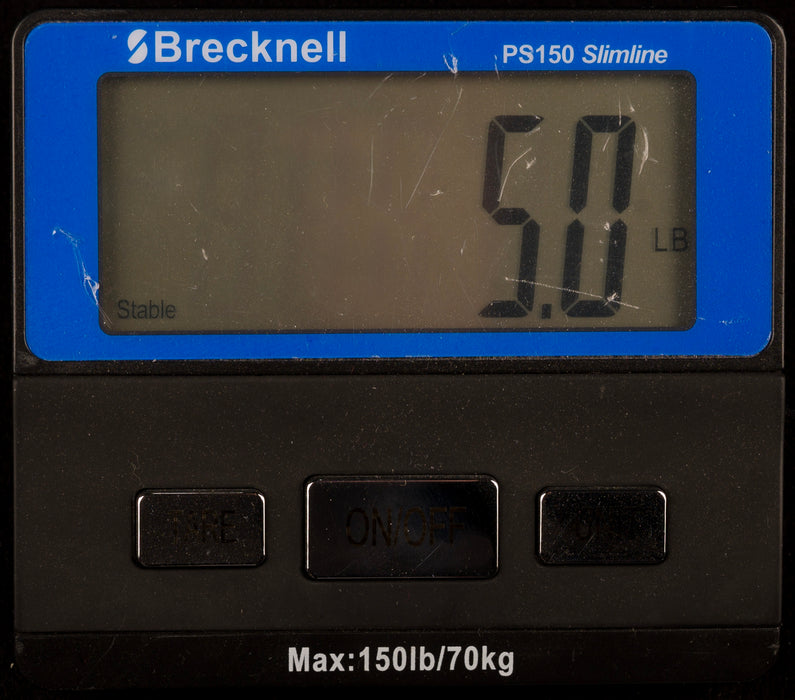 Brecknell
PS150 Slimline
5.0
LB
Stable
ON/OFF
Max:150lb/70kg